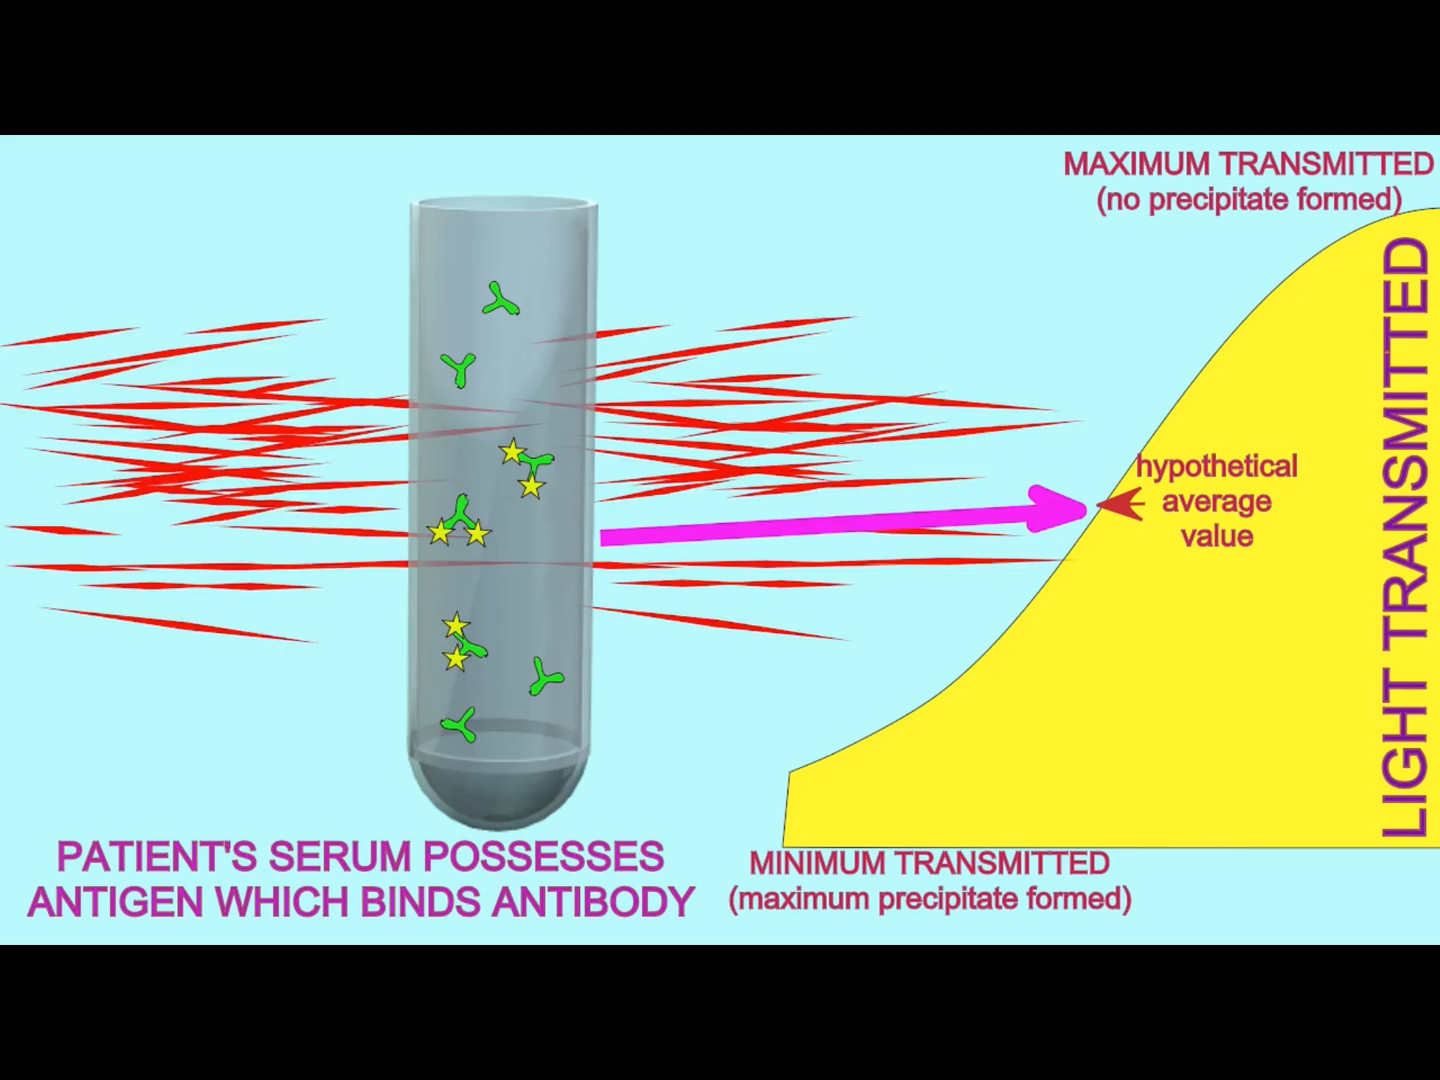 MAXIMUM TRANSMITTED
(no precipitate formed)
LIGHT TRANSMITTED
hypothetical
average
value
PATIENT'S SERUM POSSESSES
ANTIGEN WHICH BINDS ANTIBODY
MINIMUM TRANSMITTED
(maximum precipitate formed)